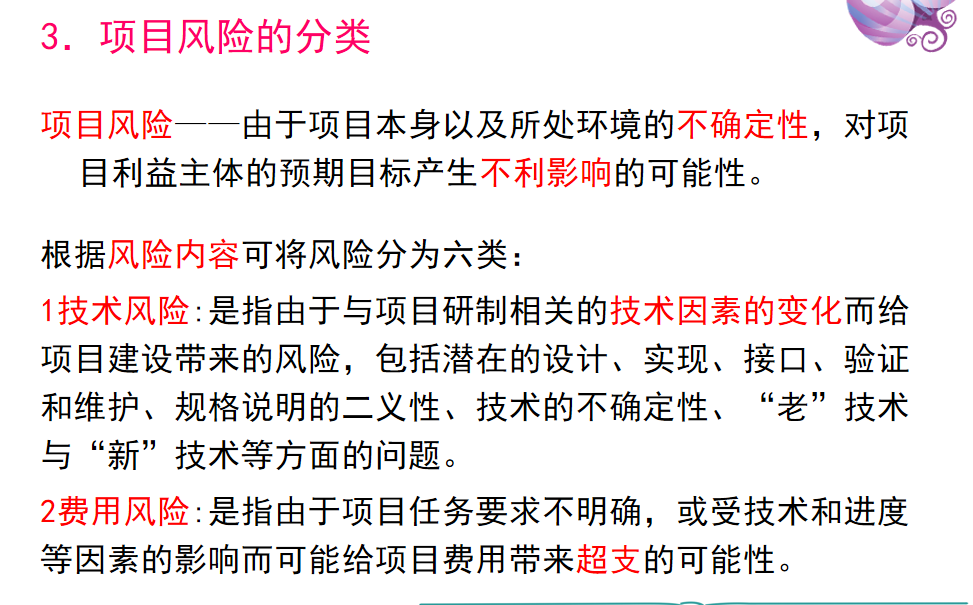 3．项目风险的分类
项目风险——由于项目本身以及所处环境的不确定性，对项
目利益主体的预期目标产生不利影响的可能性。
根据风险内容可将风险分为六类：
1技术风险:是指由于与项目研制相关的技术因素的变化而给
项目建设带来的风险，包括潜在的设计、实现、接口、验证
和维护、规格说明的二义性、技术的不确定性、“老”技术
与“新”技术等方面的问题。
2费用风险:是指由于项目任务要求不明确，或受技术和进度
等因素的影响而可能给项目费用带来超支的可能性。